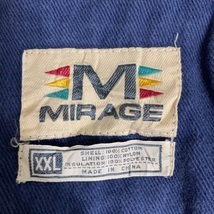 M
MIRAGE
XXL
SHELL: 100% COTTON
LINING: 100% NYLON
INSULATION: 100% POLYESTER
MADE IN CHINA